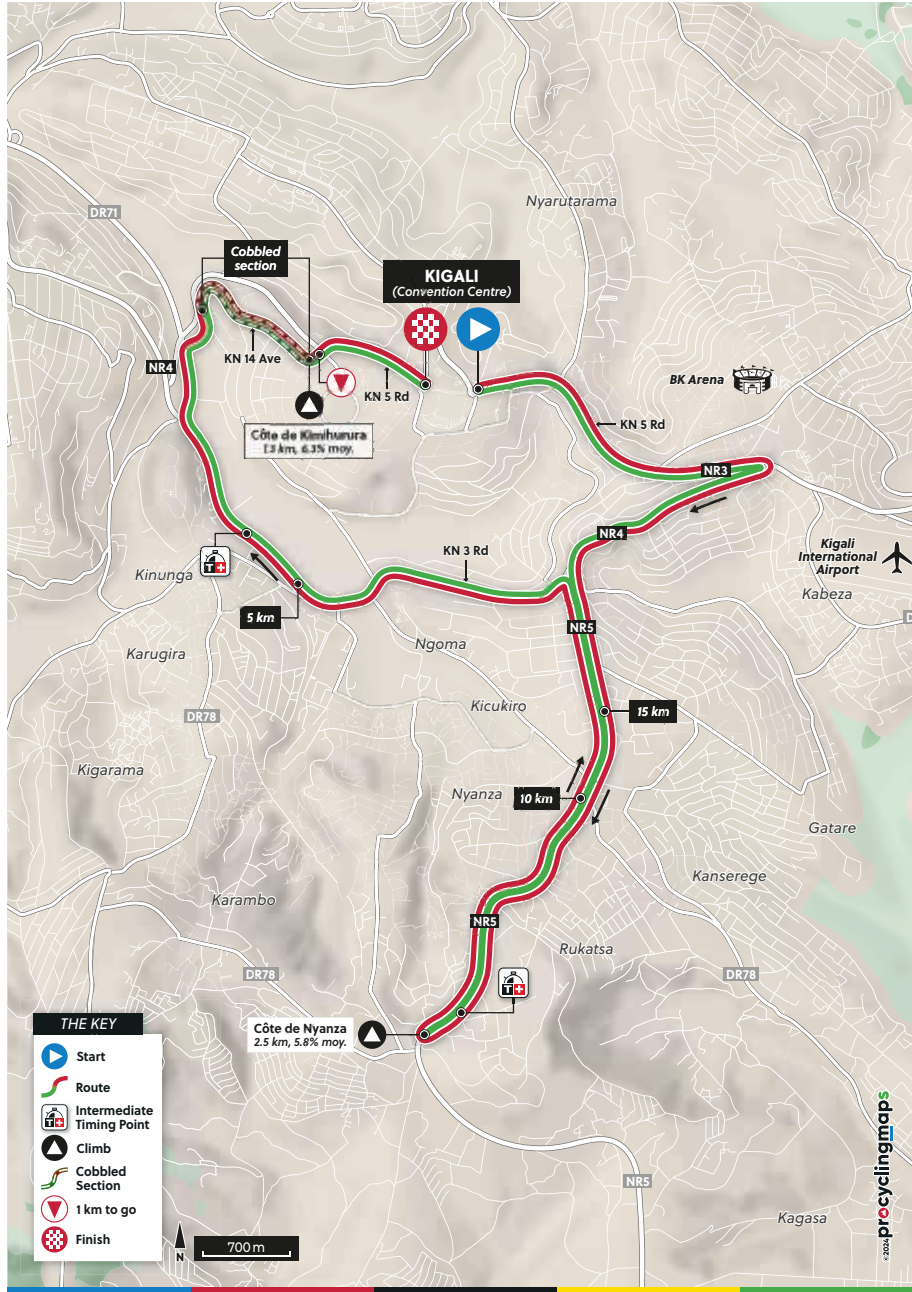 Nyarutarama
DR71
Cobbled
section
KIGALI
(Convention Centre)
KN 14 Ave
NR4
KN 5 Rd
BK Arena
Côte de Kimihurura
1.3 km, 6.3% moy.
KN 5 Rd
NR3
NR4
KN 3 Rd
Kigali
International
Airport
Kinunga
T
Kabeza
5 km
NR5
Karugira
Ngoma
Kicukiro
DR78
15 km
Kigarama
Nyanza
10 km
Gatare
Kanserege
Karambo
NR5
Rukatsa
DR78
DR78
T
THE KEY
Côte de Nyanza
2.5 km, 5.8% moy.
Start
Route
T
Intermediate
Timing Point
Climb
Cobbled
Section
1 km to go
Finish
N
700 m
NR5
Kagasa
©2024 procyclingmaps